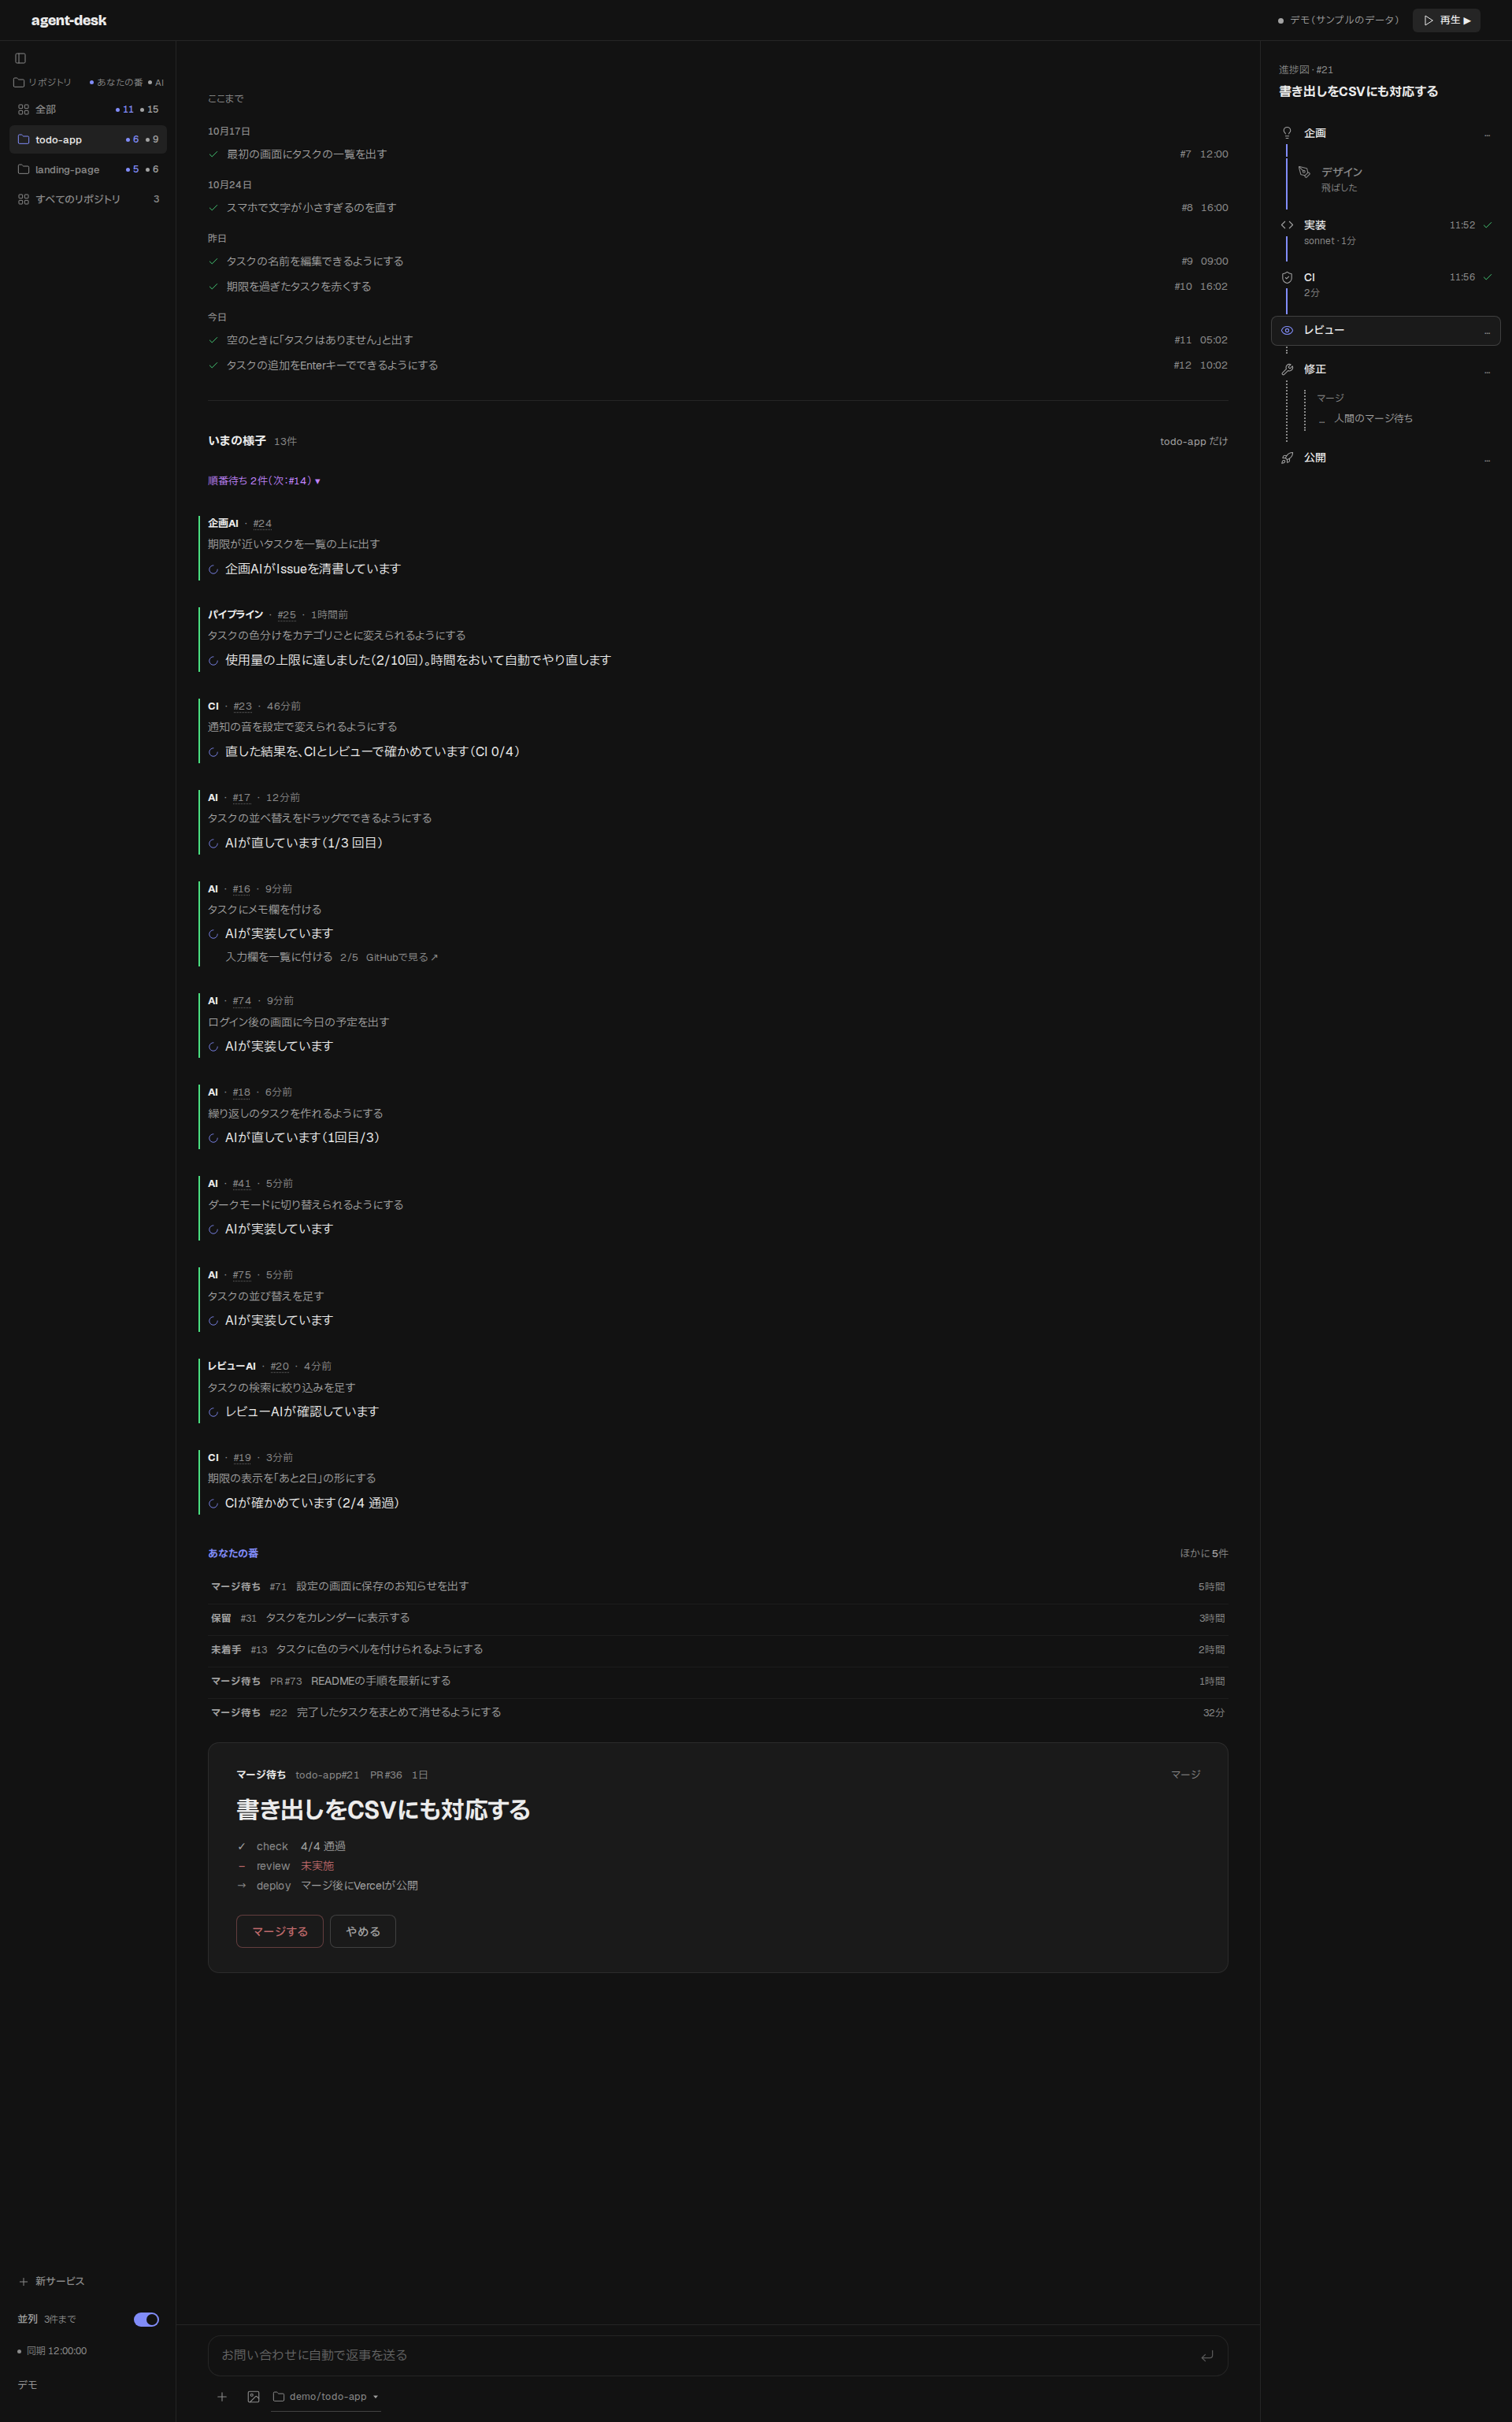 agent-desk
デモ(サンプルのデータ) 再生 ▶
リポジトリ あなたの番 AI
全部 11 15
todo-app 6 9
landing-page 5 6
すべてのリポジトリ 3
ここまで
10月17日
最初の画面にタスクの一覧を出す #7 12:00
10月24日
スマホで文字が小さすぎるのを直す #8 16:00
昨日
タスクの名前を編集できるようにする #9 09:00
期限を過ぎたタスクを赤くする #10 16:02
今日
空のときに「タスクはありません」と出す #11 05:02
タスクの追加をEnterキーでできるようにする #12 10:02
いまの様子 13件 todo-app だけ
順番待ち 2件(次:#14) ▾
企画AI · #24
期限が近いタスクを一覧の上に出す
企画AIがIssueを清書しています
パイプライン · #25 · 1時間前
タスクの色分けをカテゴリごとに変えられるようにする
使用量の上限に達しました(2/10回)。時間をおいて自動でやり直します
CI · #23 · 46分前
通知の音を設定で変えられるようにする
直した結果を、CIとレビューで確かめています(CI 0/4)
AI · #17 · 12分前
タスクの並べ替えをドラッグでできるようにする
AIが直しています(1/3 回目)
AI · #16 · 9分前
タスクにメモ欄を付ける
AIが実装しています
入力欄を一覧に付ける 2/5 GitHubで見る ↗
AI · #74 · 9分前
ログイン後の画面に今日の予定を出す
AIが実装しています
AI · #18 · 6分前
繰り返しのタスクを作れるようにする
AIが直しています(1回目/3)
AI · #41 · 5分前
ダークモードに切り替えられるようにする
AIが実装しています
AI · #75 · 5分前
タスクの並び替えを足す
AIが実装しています
レビューAI · #20 · 4分前
タスクの検索に絞り込みを足す
レビューAIが確認しています
CI · #19 · 3分前
期限の表示を「あと2日」の形にする
CIが確かめています(2/4 通過)
あなたの番 ほかに5件
マージ待ち #71 設定の画面に保存のお知らせを出す 5時間
保留 #31 タスクをカレンダーに表示する 3時間
未着手 #13 タスクに色のラベルを付けられるようにする 2時間
マージ待ち PR#73 READMEの手順を最新にする 1時間
マージ待ち #22 完了したタスクをまとめて消せるようにする 32分
マージ待ち todo-app#21 PR#36 1日 マージ
書き出しをCSVにも対応する
✓ check 4/4 通過
– review 未実施
→ deploy マージ後にVercelが公開
マージする やめる
進捗図 · #21
書き出しをCSVにも対応する
企画 –
デザイン
飛ばした
実装 11:52
sonnet · 1分
CI 11:56
2分
レビュー –
修正 –
マージ
– 人間のマージ待ち
公開 –
新サービス
並列 3件まで
同期 12:00:00
デモ
お問い合わせに自動で返事を送る
demo/todo-app ▾